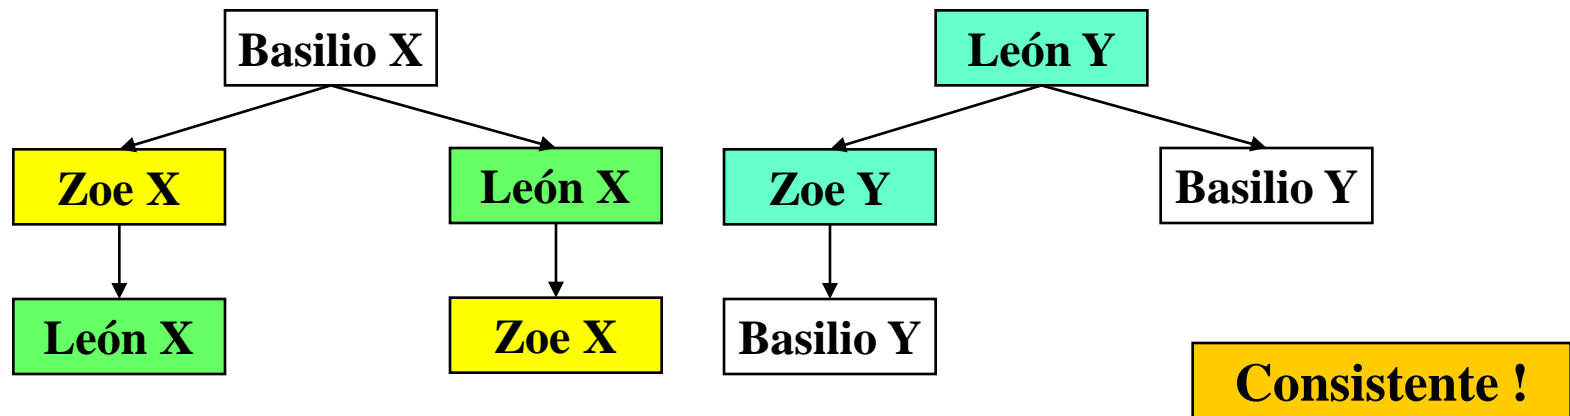 Basilio X
León Y
Zoe X
León X
Zoe Y
Basilio Y
León X
Zoe X
Basilio Y
Consistente !